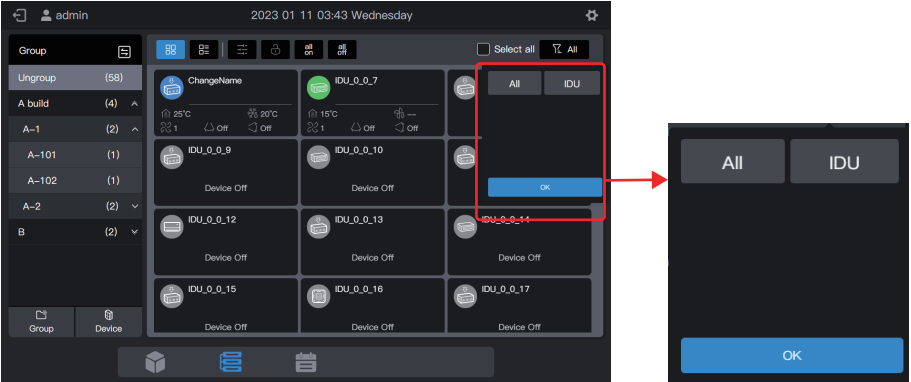 admin
2023 01 11 03:43 Wednesday
Group
all on
all off
Select all
All
Ungroup (58)
A build (4)
A-1 (2)
A-101 (1)
A-102 (1)
A-2 (2)
B (2)
Group
Device
ChangeName
25°C 20°C
1 Off Off
IDU_0_0_7
15°C --
1 Off Off
All IDU
OK
IDU_0_0_9
Device Off
IDU_0_0_10
Device Off
IDU_0_0_12
Device Off
IDU_0_0_13
Device Off
IDU_0_0_14
Device Off
IDU_0_0_15
Device Off
IDU_0_0_16
Device Off
IDU_0_0_17
Device Off
All IDU
OK